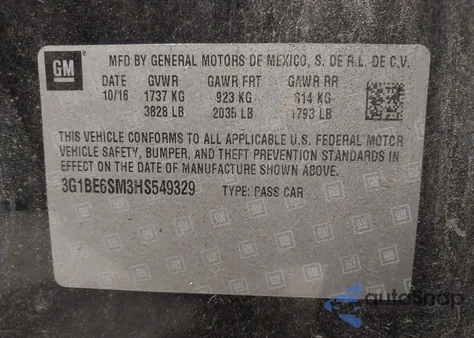 GM
MFD BY GENERAL MOTORS DE MEXICO, S. DE R.L. DE C.V.
DATE GVWR GAWR FRT GAWR RR
10/16 1737 KG 923 KG 814 KG
3828 LB 2035 LB 1793 LB
THIS VEHICLE CONFORMS TO ALL APPLICABLE U.S. FEDERAL MOTOR
VEHICLE SAFETY, BUMPER, AND THEFT PREVENTION STANDARDS IN
EFFECT ON THE DATE OF MANUFACTURE SHOWN ABOVE.
3G1BE6SM3HS549329 TYPE: PASS CAR
autoSnap